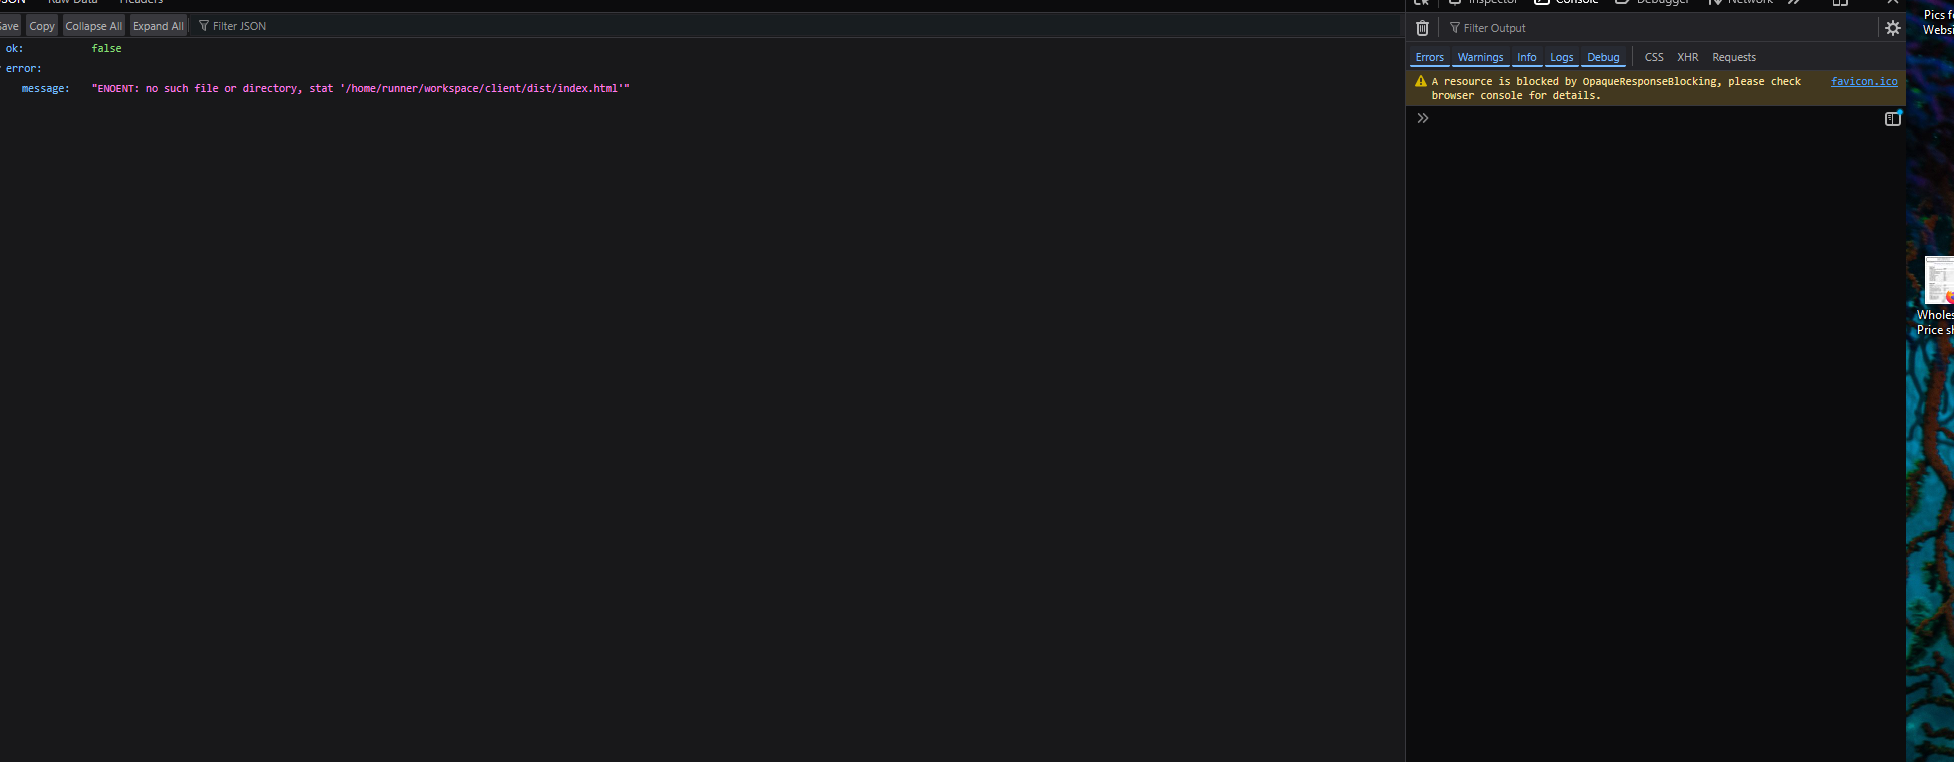 JSON Raw Data Headers
Save Copy Collapse All Expand All Filter JSON
ok: false
error:
message: "ENOENT: no such file or directory, stat '/home/runner/workspace/client/dist/index.html'"
Inspector Console Debugger Network
Filter Output
Errors Warnings Info Logs Debug CSS XHR Requests
A resource is blocked by OpaqueResponseBlocking, please check favicon.ico
browser console for details.
Pics f
Websi
Wholes
Price sh